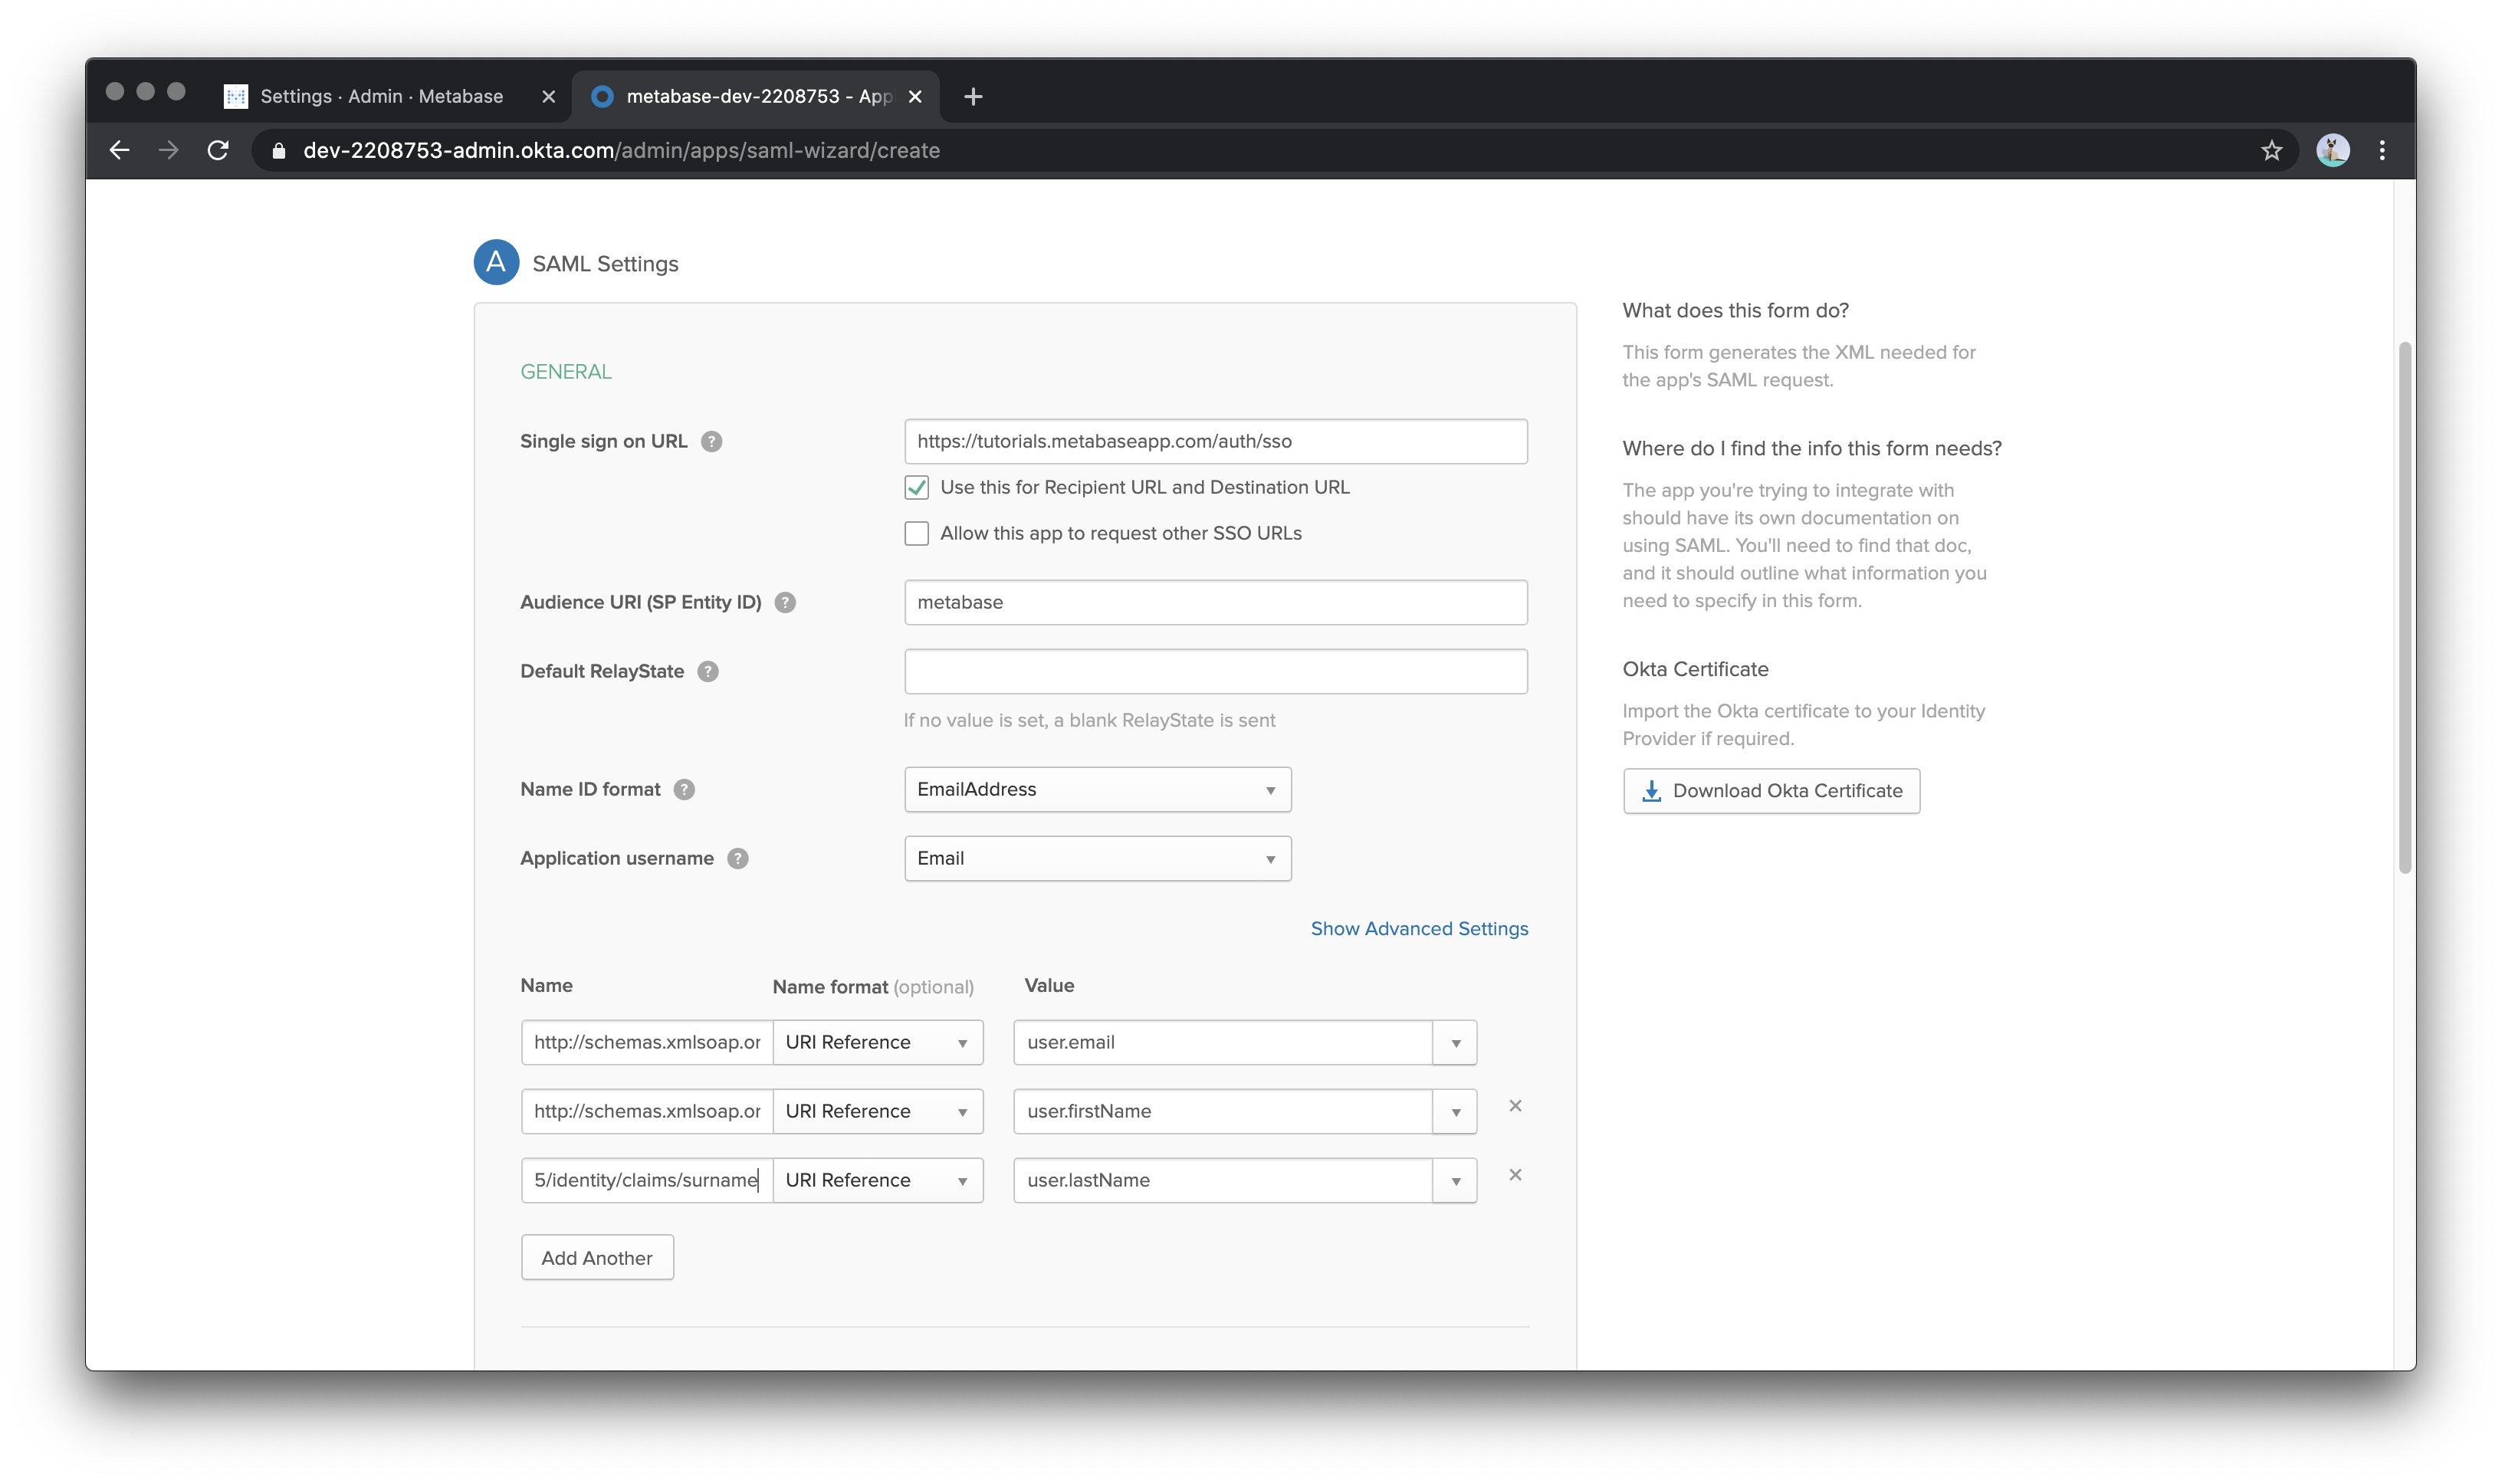 Settings · Admin · Metabase
metabase-dev-2208753 - App
dev-2208753-admin.okta.com/admin/apps/saml-wizard/create
A SAML Settings
GENERAL
Single sign on URL ? https://tutorials.metabaseapp.com/auth/sso
Use this for Recipient URL and Destination URL
Allow this app to request other SSO URLs
Audience URI (SP Entity ID) ? metabase
Default RelayState ?
If no value is set, a blank RelayState is sent
Name ID format ? EmailAddress
Application username ? Email
Show Advanced Settings
Name Name format (optional) Value
http://schemas.xmlsoap.or URI Reference user.email
http://schemas.xmlsoap.or URI Reference user.firstName
5/identity/claims/surname URI Reference user.lastName
Add Another
What does this form do?
This form generates the XML needed for
the app's SAML request.
Where do I find the info this form needs?
The app you're trying to integrate with
should have its own documentation on
using SAML. You'll need to find that doc,
and it should outline what information you
need to specify in this form.
Okta Certificate
Import the Okta certificate to your Identity
Provider if required.
Download Okta Certificate